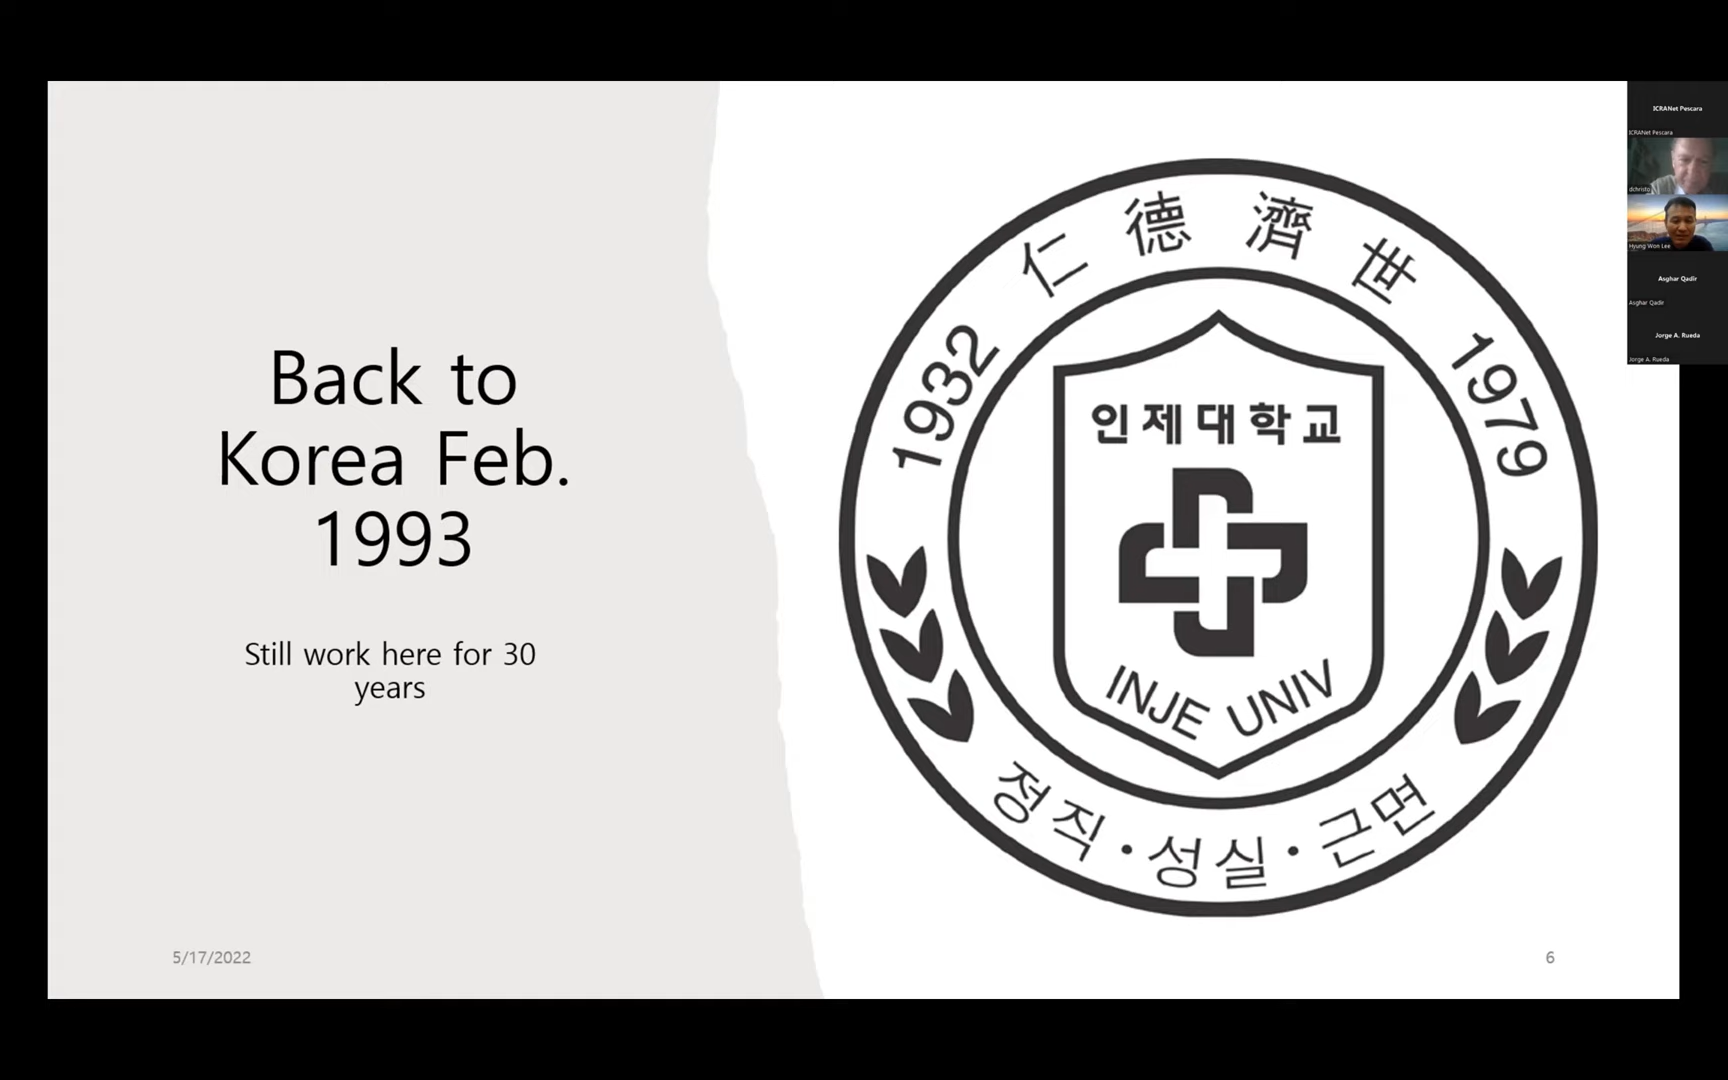 Back to
Korea Feb.
1993
Still work here for 30
years
5/17/2022
6
1932 仁德濟世 1979
인제대학교
INJE UNIV
정직·성실·근면
ICRANet Pescara
ICRANet Pescara
dchristo
Hyung Won Lee
Asghar Qadir
Asghar Qadir
Jorge A. Rueda
Jorge A. Rueda